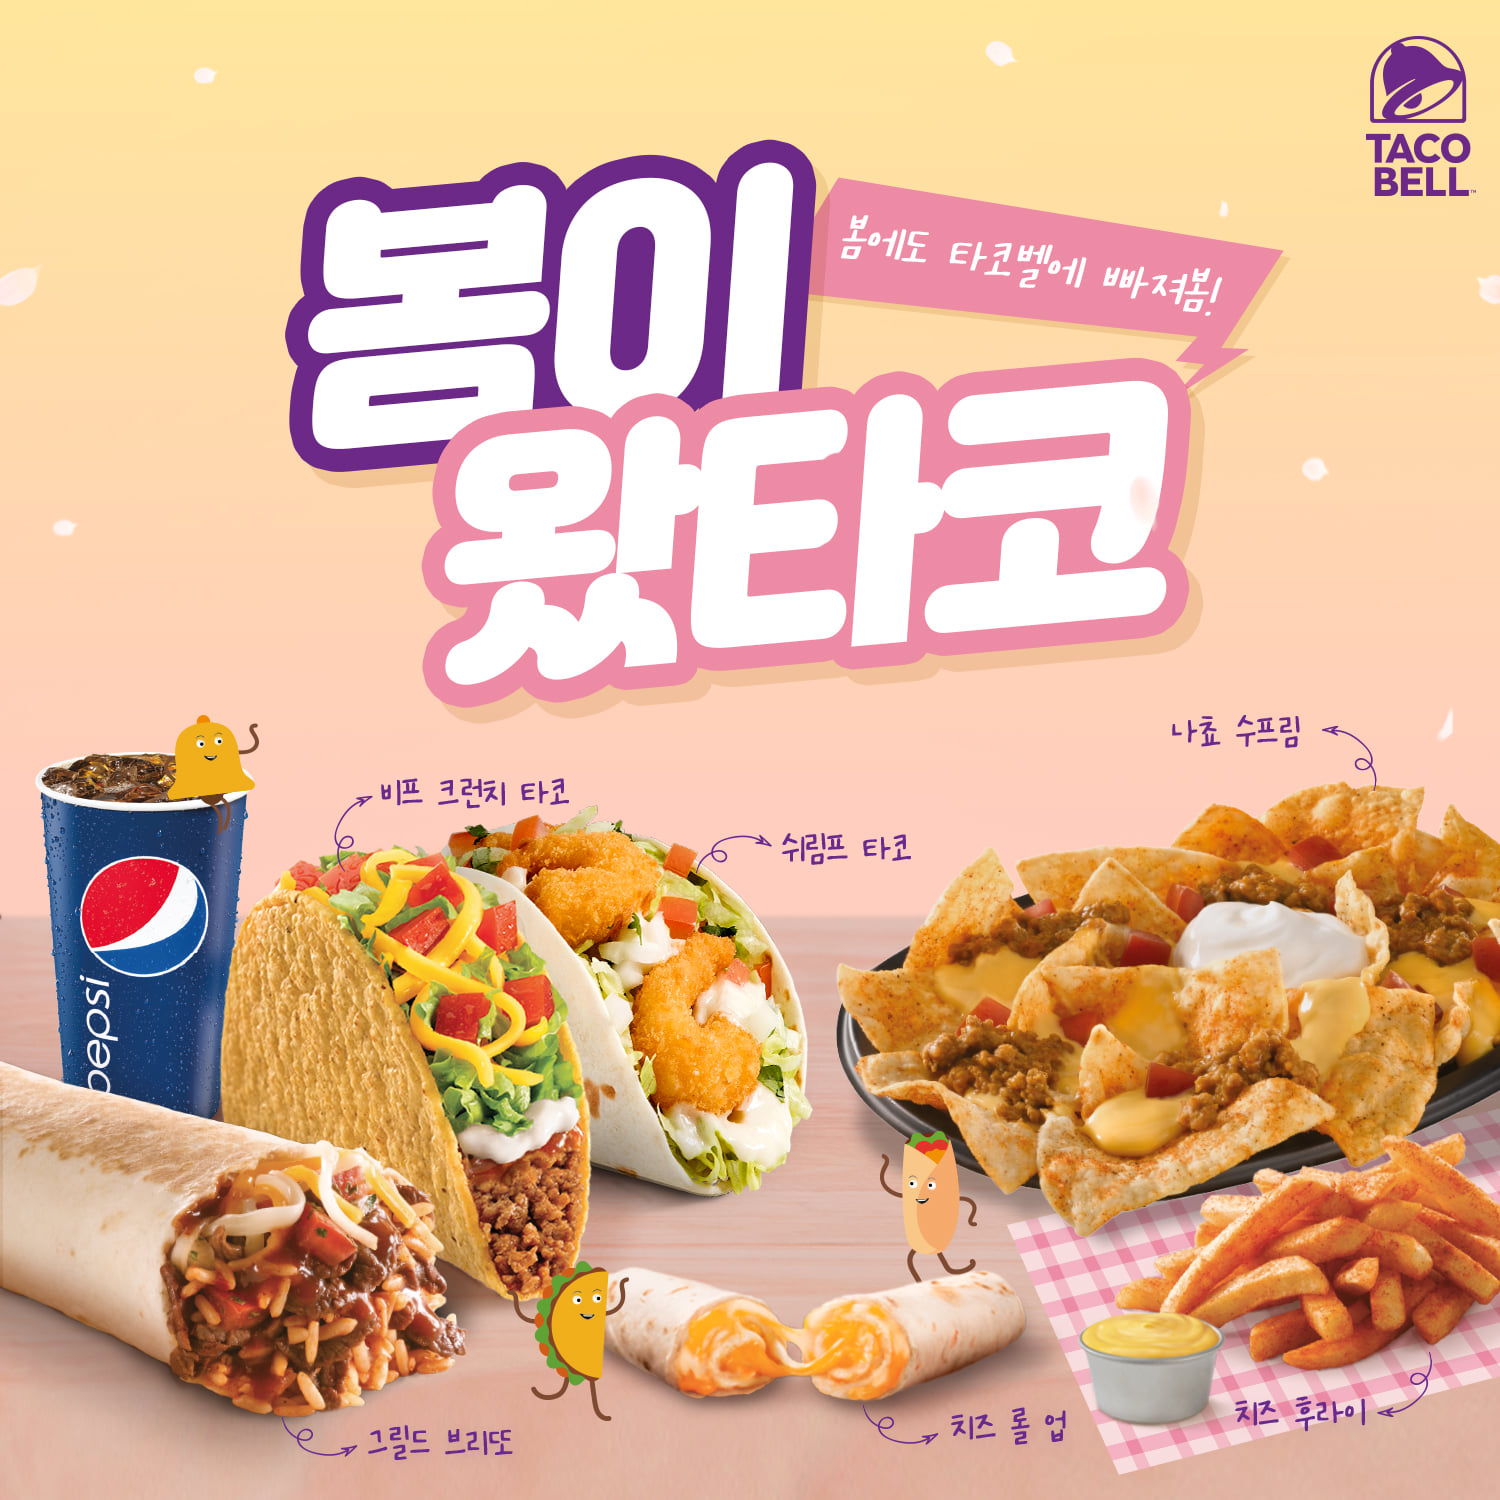 TACO
BELL™
봄이
봄에도 타코벨에 빠져봄!
왔타코
나쵸 수프림
비프 크런치 타코
쉬림프 타코
pepsi
치즈 후라이
치즈 롤 업
그릴드 브리또